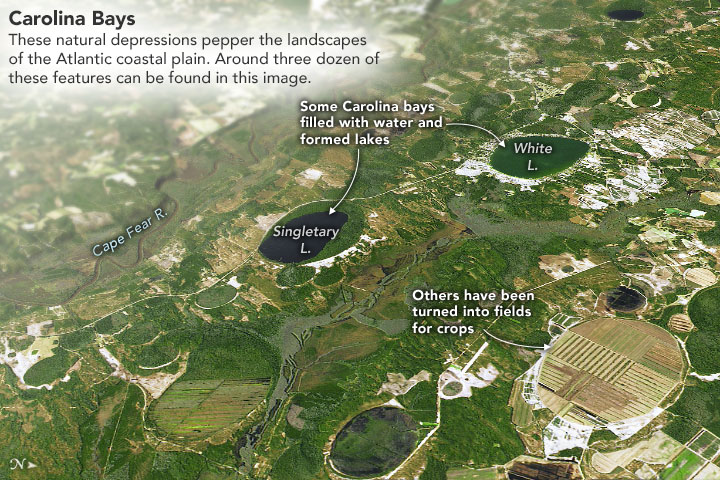 Carolina Bays
These natural depressions pepper the landscapes
of the Atlantic coastal plain. Around three dozen of
these features can be found in this image.
Some Carolina bays
filled with water and
formed lakes
White
L.
Cape Fear R.
Singletary
L.
Others have been
turned into fields
for crops
N